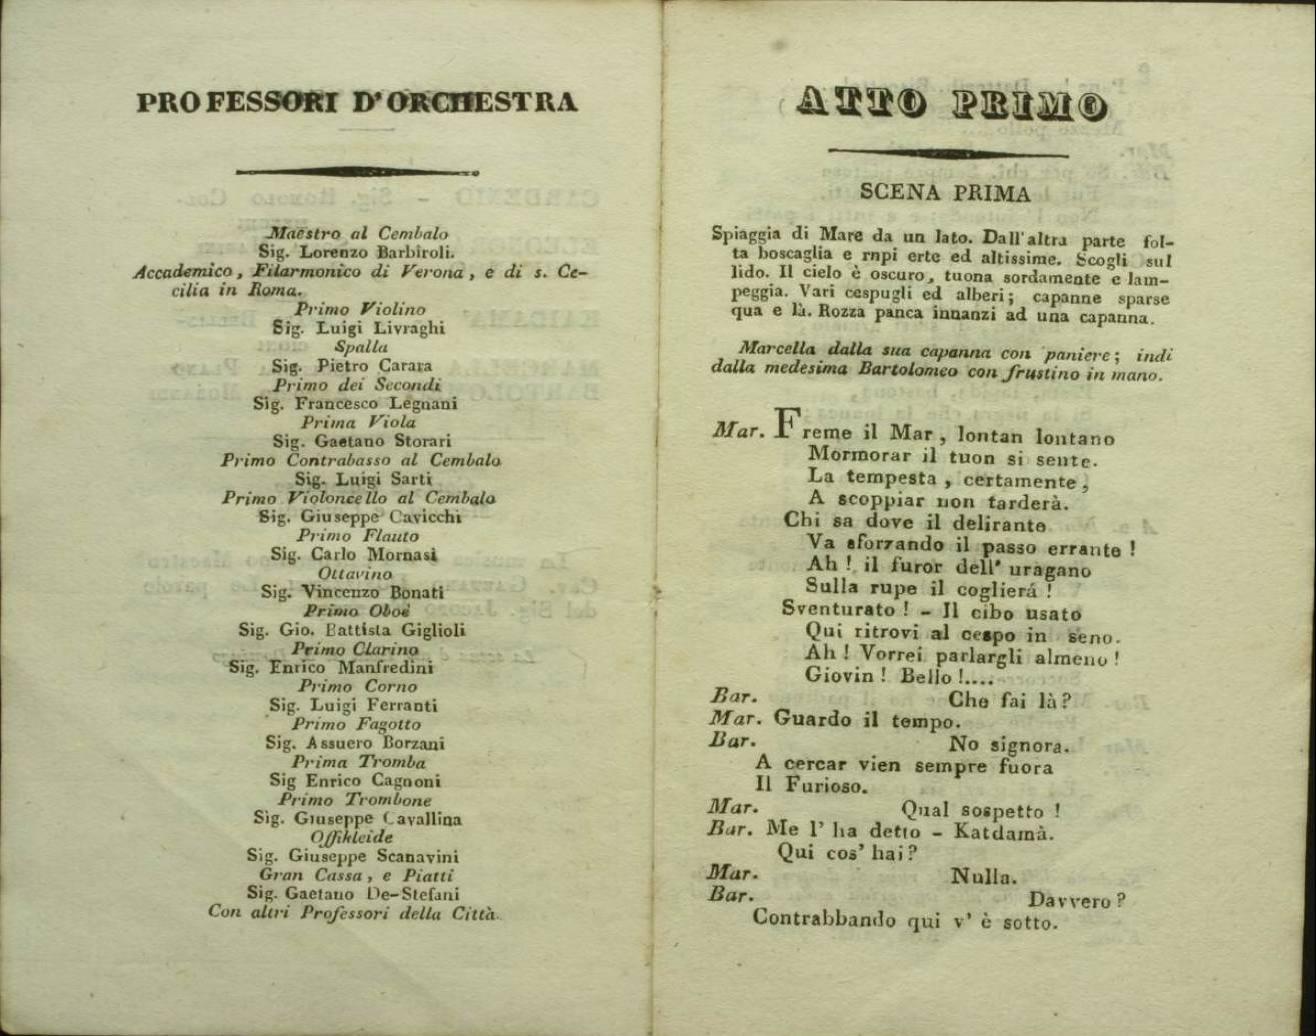 PROFESSORI D'ORCHESTRA
Maestro al Cembalo
Sig. Lorenzo Barbiroli.
Accademico, Filarmonico di Verona, e di s. Ce-
cilia in Roma.
Primo Violino
Sig. Luigi Livraghi
Spalla
Sig. Pietro Carara
Primo dei Secondi
Sig. Francesco Legnani
Prima Viola
Sig. Gaetano Storari
Primo Contrabasso al Cembalo
Sig. Luigi Sarti
Primo Violoncello al Cembalo
Sig. Giuseppe Cavicchi
Primo Flauto
Sig. Carlo Mornasi
Ottavino
Sig. Vincenzo Bonati
Primo Oboè
Sig. Gio. Battista Giglioli
Primo Clarino
Sig. Enrico Manfredini
Primo Corno
Sig. Luigi Ferranti
Primo Fagotto
Sig. Assuero Borzani
Prima Tromba
Sig Enrico Cagnoni
Primo Trombone
Sig. Giuseppe Cavallina
Offikleide
Sig. Giuseppe Scanavini
Gran Cassa, e Piatti
Sig. Gaetano De-Stefani
Con altri Professori della Città.
ATTO PRIMO
SCENA PRIMA
Spiaggia di Mare da un lato. Dall'altra parte fol-
ta boscaglia e rnpi erte ed altissime. Scogli sul
lido. Il cielo è oscuro, tuona sordamente e lam-
peggia. Vari cespugli ed alberi; capanne sparse
qua e là. Rozza panca innanzi ad una capanna.
Marcella dalla sua capanna con paniere; indi
dalla medesima Bartolomeo con frustino in mano.
Mar. Freme il Mar, lontan lontano
Mormorar il tuon si sente.
La tempesta, certamente,
A scoppiar non tarderà.
Chi sa dove il delirante
Va sforzando il passo errante!
Ah! il furor dell' uragano
Sulla rupe il coglierá!
Sventurato! - Il cibo usato
Qui ritrovi al cespo in seno.
Ah! Vorrei parlargli almeno!
Giovin! Bello!....
Bar. Che fai là?
Mar. Guardo il tempo.
Bar. No signora.
A cercar vien sempre fuora
Il Furioso.
Mar. Qual sospetto!
Bar. Me l' ha detto - Katdamà.
Qui cos' hai?
Mar. Nulla.
Bar. Davvero?
Contrabbando qui v' è sotto.